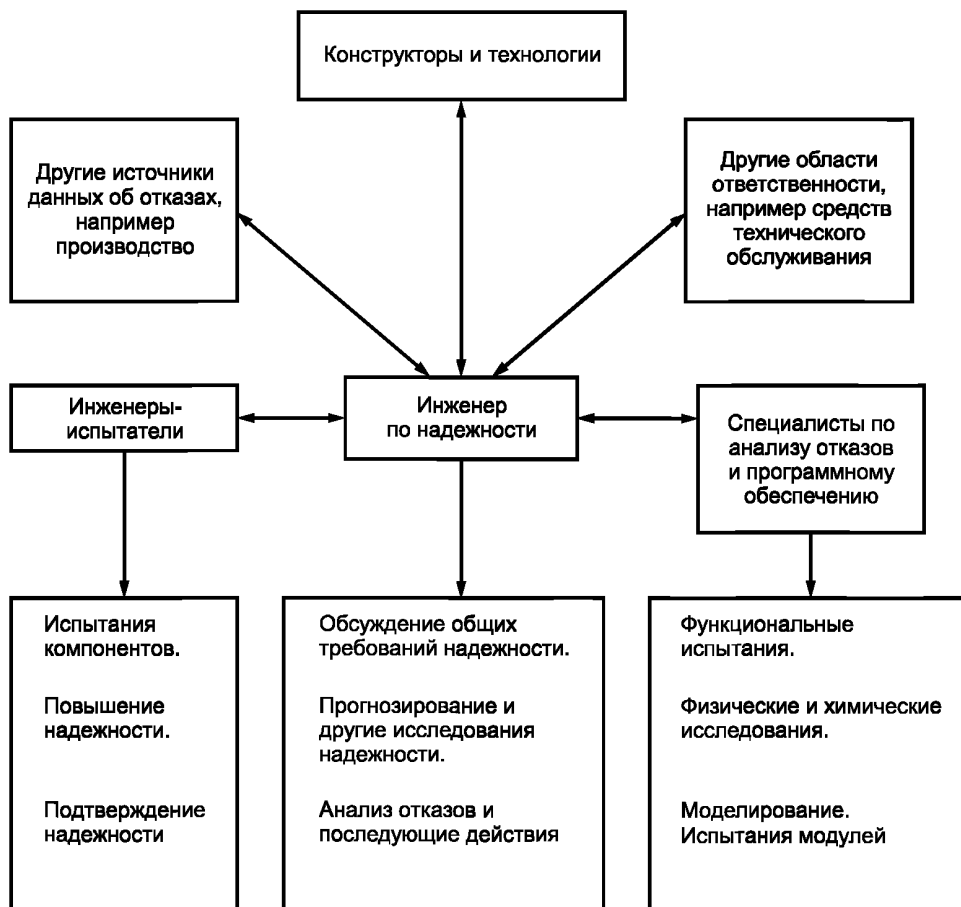 Конструкторы и технологии
Другие источники
данных об отказах,
например
производство
Другие области
ответственности,
например средств
технического
обслуживания
Инженеры-
испытатели
Инженер
по надежности
Специалисты по
анализу отказов
и программному
обеспечению
Испытания
компонентов.
Повышение
надежности.
Подтверждение
надежности
Обсуждение общих
требований надежности.
Прогнозирование и
другие исследования
надежности.
Анализ отказов и
последующие действия
Функциональные
испытания.
Физические и химические
исследования.
Моделирование.
Испытания модулей